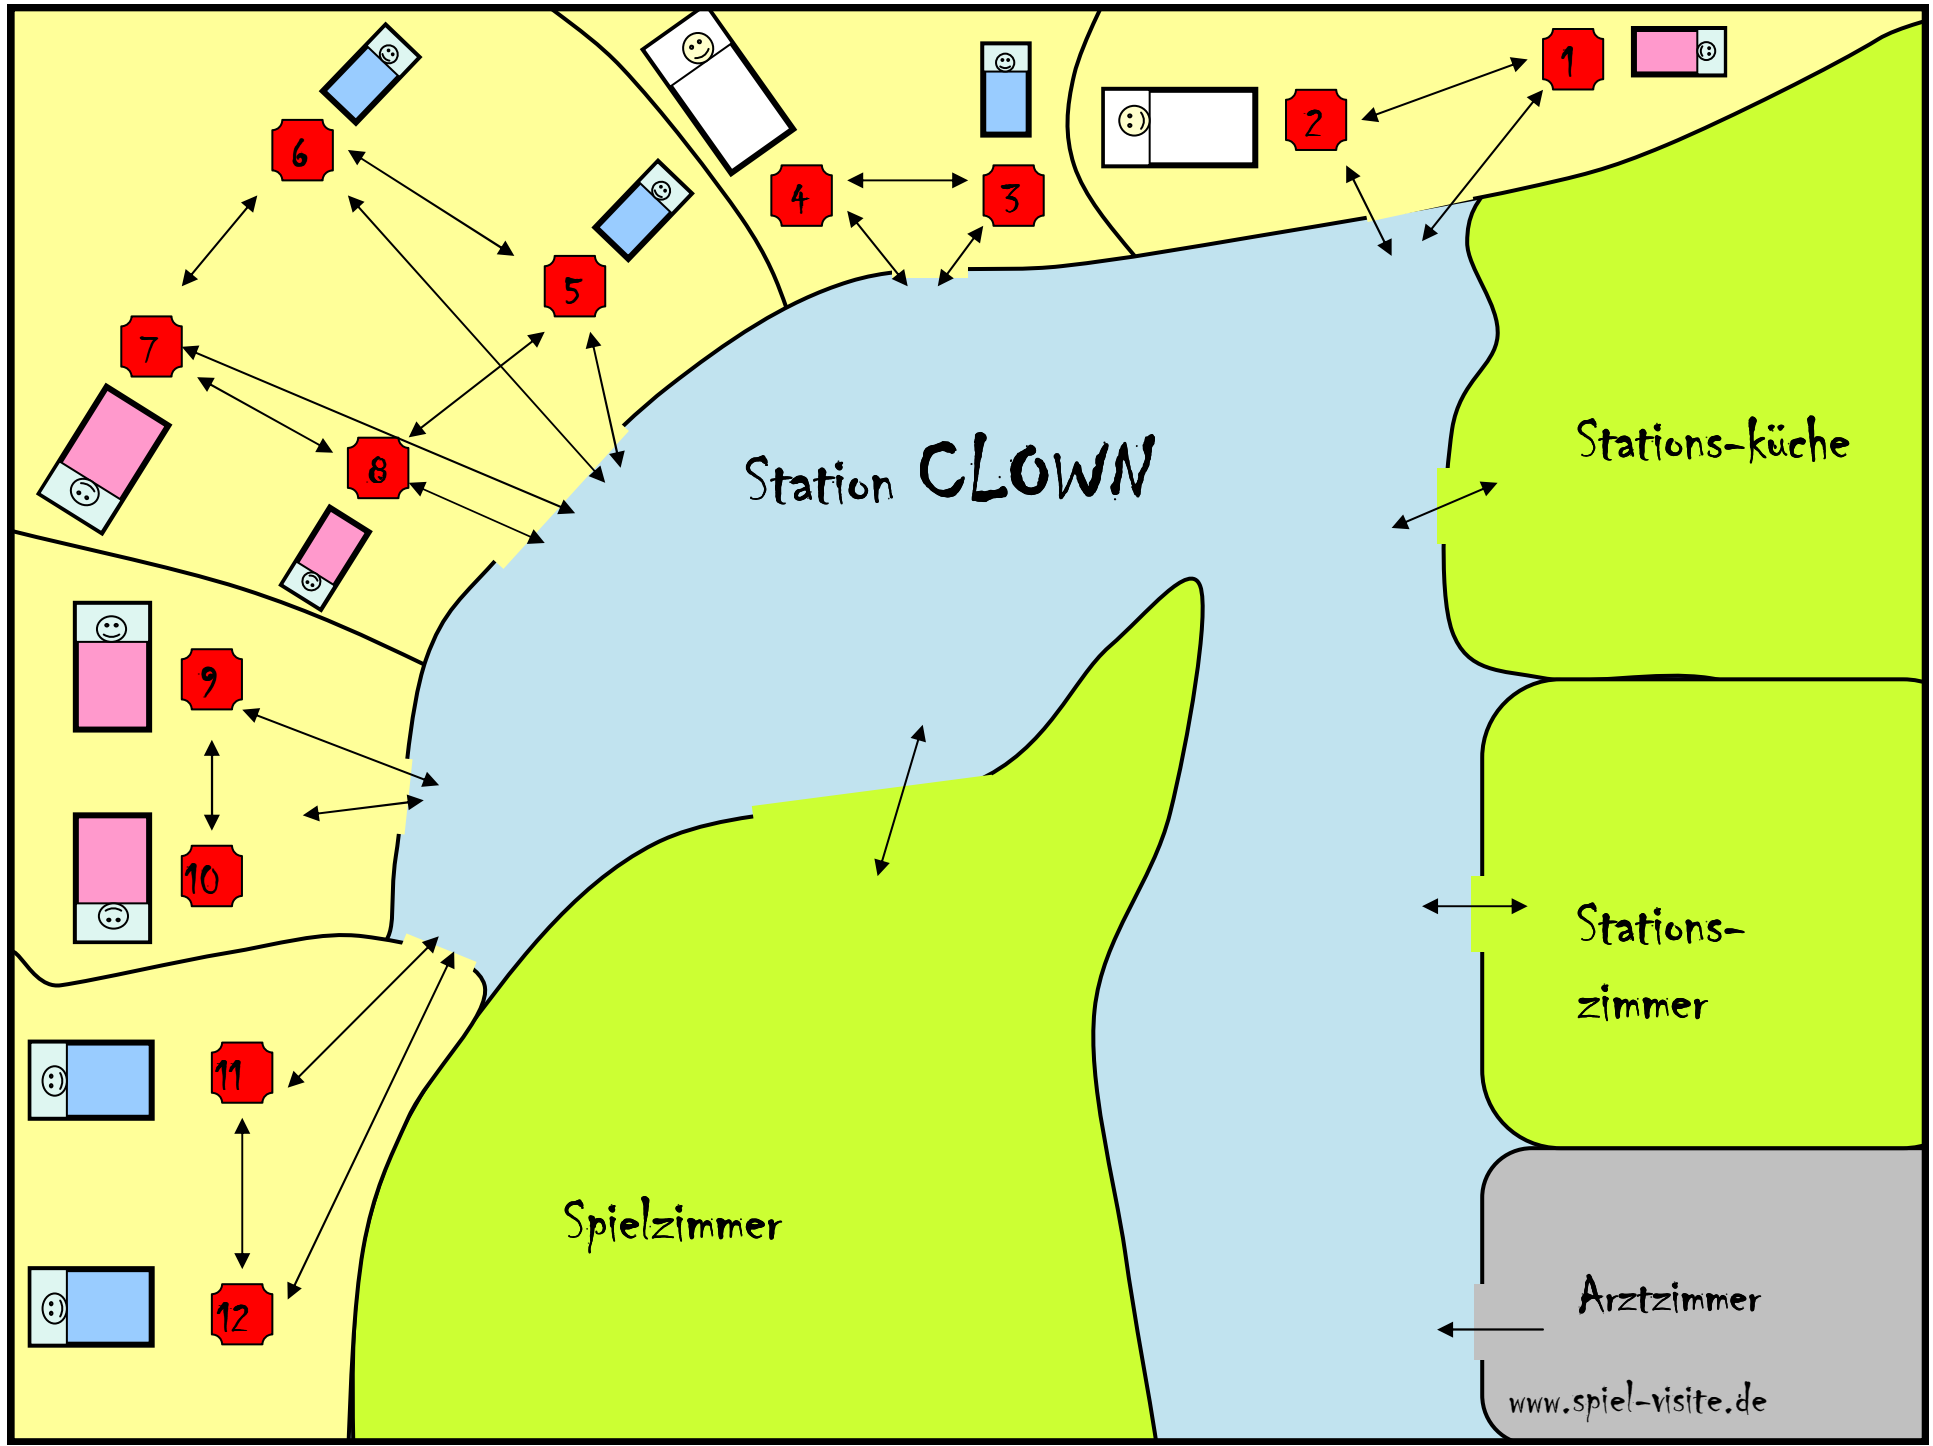 1
2
3
4
5
6
7
8
9
10
11
12
Station CLOWN
Stations-küche
Stations-
zimmer
Spielzimmer
Arztzimmer
www.spiel-visite.de